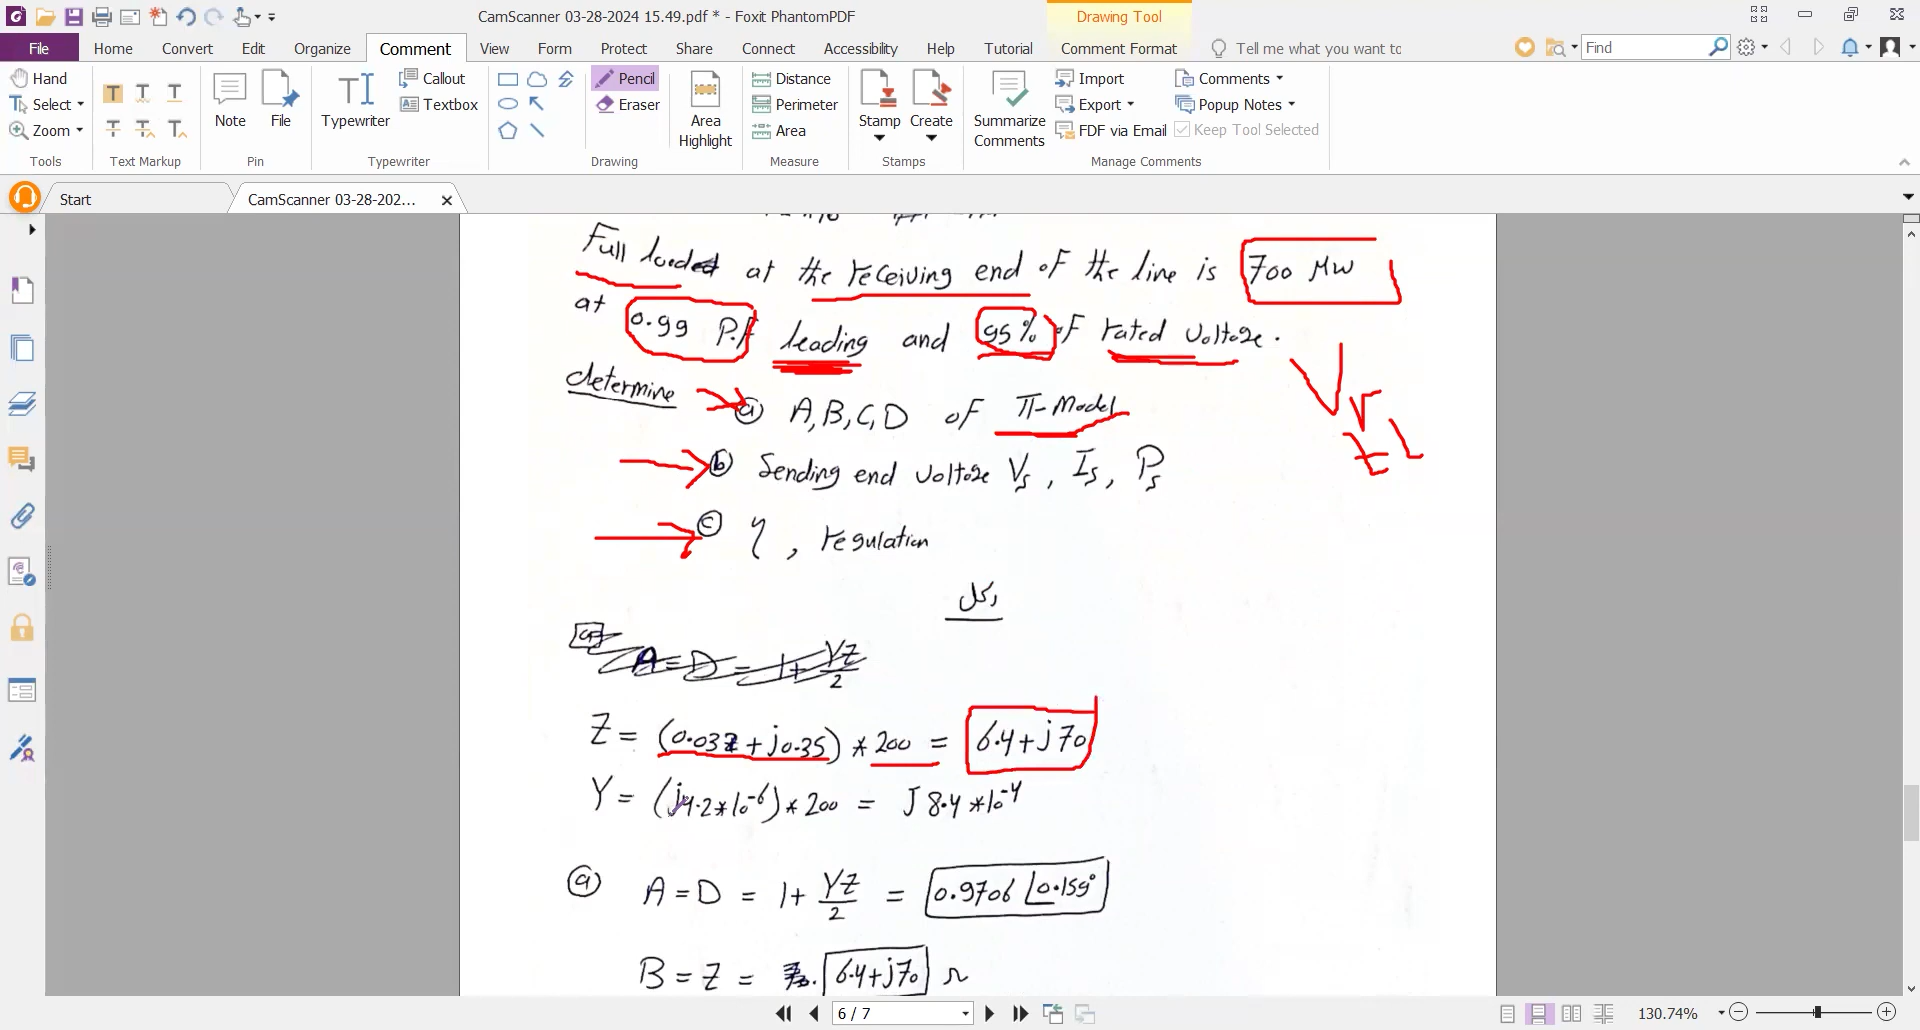 CamScanner 03-28-2024 15.49.pdf * - Foxit PhantomPDF
Drawing Tool
File Home Convert Edit Organize Comment View Form Protect Share Connect Accessibility Help Tutorial Comment Format Tell me what you want to Find
Hand
Select
Zoom
Tools
Text Markup
Note
File
Pin
Typewriter
Callout
Textbox
Typewriter
Pencil
Eraser
Drawing
Area Highlight
Distance
Perimeter
Area
Measure
Stamp
Create
Stamps
Summarize Comments
Import
Export
FDF via Email
Comments
Popup Notes
Keep Tool Selected
Manage Comments
Start
CamScanner 03-28-202...
Full loaded at the receiving end of the line is 700 MW
at 0.99 P.f leading and 95% of rated voltage.
determine
(a) A, B, C, D of π-Model
(b) Sending end voltage Vs, Is, Ps
(c) η, regulation
A = D = 1 + YZ/2
Z = (0.032 + j0.35) * 200 = 6.4 + j70
Y = (j4.2*10^-6) * 200 = J 8.4 * 10^-4
(a) A = D = 1 + YZ/2 = 0.9706 ∠0.159°
B = Z = 6.4 + j70 Ω
6 / 7
130.74%